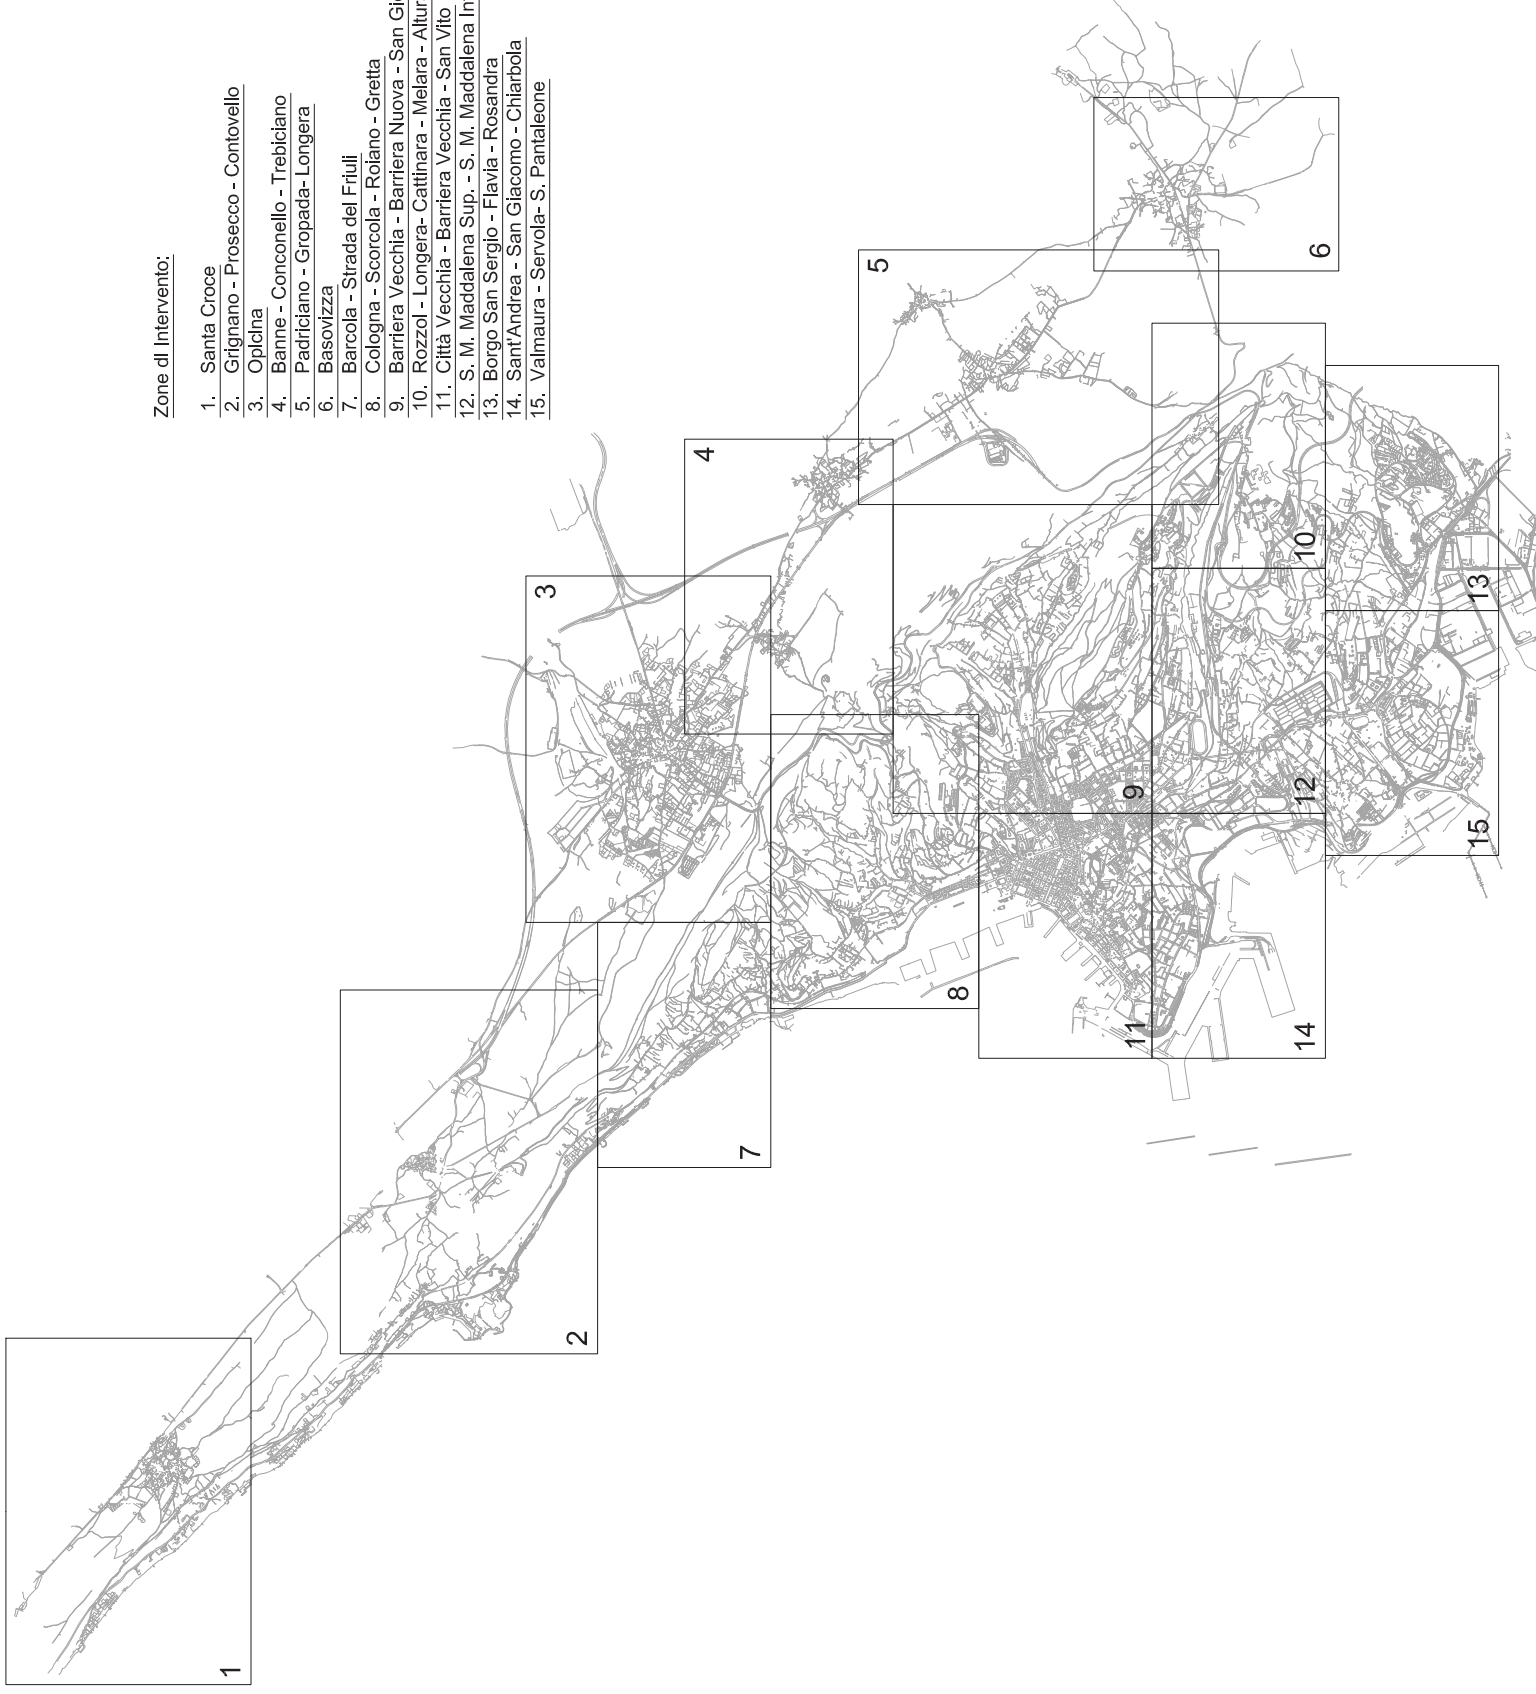 Zone di Intervento:
1. Santa Croce
2. Grignano - Prosecco - Contovello
3. Opicina
4. Banne - Conconello - Trebiciano
5. Padriciano - Gropada- Longera
6. Basovizza
7. Barcola - Strada del Friuli
8. Cologna - Scorcola - Roiano - Gretta
9. Barriera Vecchia - Barriera Nuova - San
10. Rozzol - Longera- Cattinara - Melara -
11. Città Vecchia - Barriera Vecchia - San Vito
12. S. M. Maddalena Sup. - S. M. Maddalena
13. Borgo San Sergio - Flavia - Rosandra
14. Sant'Andrea - San Giacomo - Chiarbola
15. Valmaura - Servola- S. Pantaleone
1
2
3
4
5
6
7
8
9
10
11
12
13
14
15